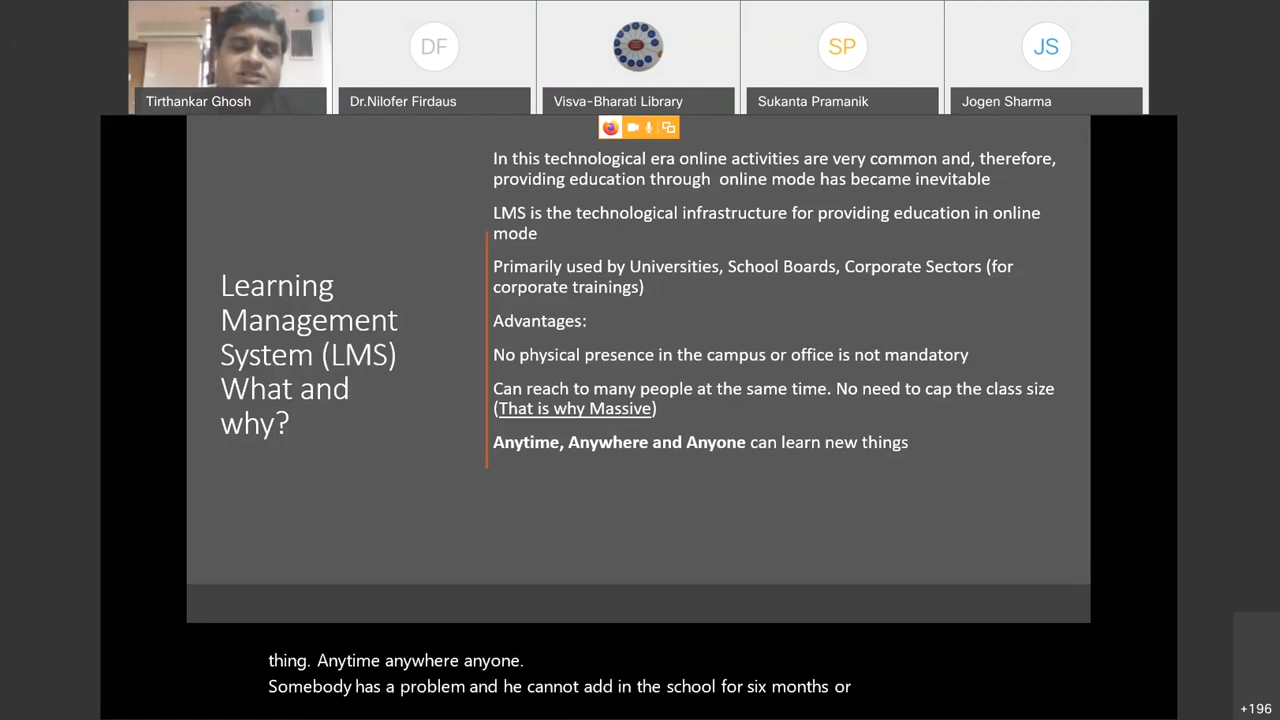 DF
SP
JS
Tirthankar Ghosh
Dr.Nilofer Firdaus
Visva-Bharati Library
Sukanta Pramanik
Jogen Sharma
Learning
Management
System (LMS)
What and
why?
In this technological era online activities are very common and, therefore,
providing education through online mode has became inevitable
LMS is the technological infrastructure for providing education in online
mode
Primarily used by Universities, School Boards, Corporate Sectors (for
corporate trainings)
Advantages:
No physical presence in the campus or office is not mandatory
Can reach to many people at the same time. No need to cap the class size
(That is why Massive)
Anytime, Anywhere and Anyone can learn new things
thing. Anytime anywhere anyone.
Somebody has a problem and he cannot add in the school for six months or
+196